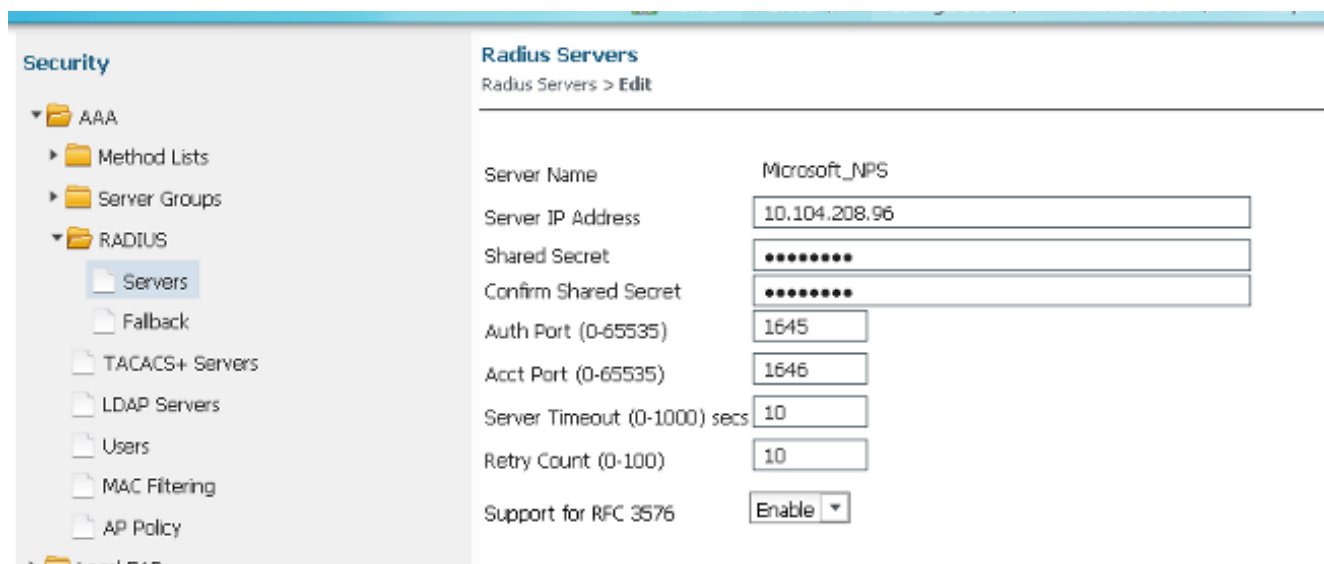 Security
AAA
Method Lists
Server Groups
RADIUS
Servers
Fallback
TACACS+ Servers
LDAP Servers
Users
MAC Filtering
AP Policy
Radius Servers
Radius Servers > Edit
Server Name Microsoft_NPS
Server IP Address 10.104.208.96
Shared Secret ●●●●●●●●
Confirm Shared Secret ●●●●●●●●
Auth Port (0-65535) 1645
Acct Port (0-65535) 1646
Server Timeout (0-1000) secs 10
Retry Count (0-100) 10
Support for RFC 3576 Enable